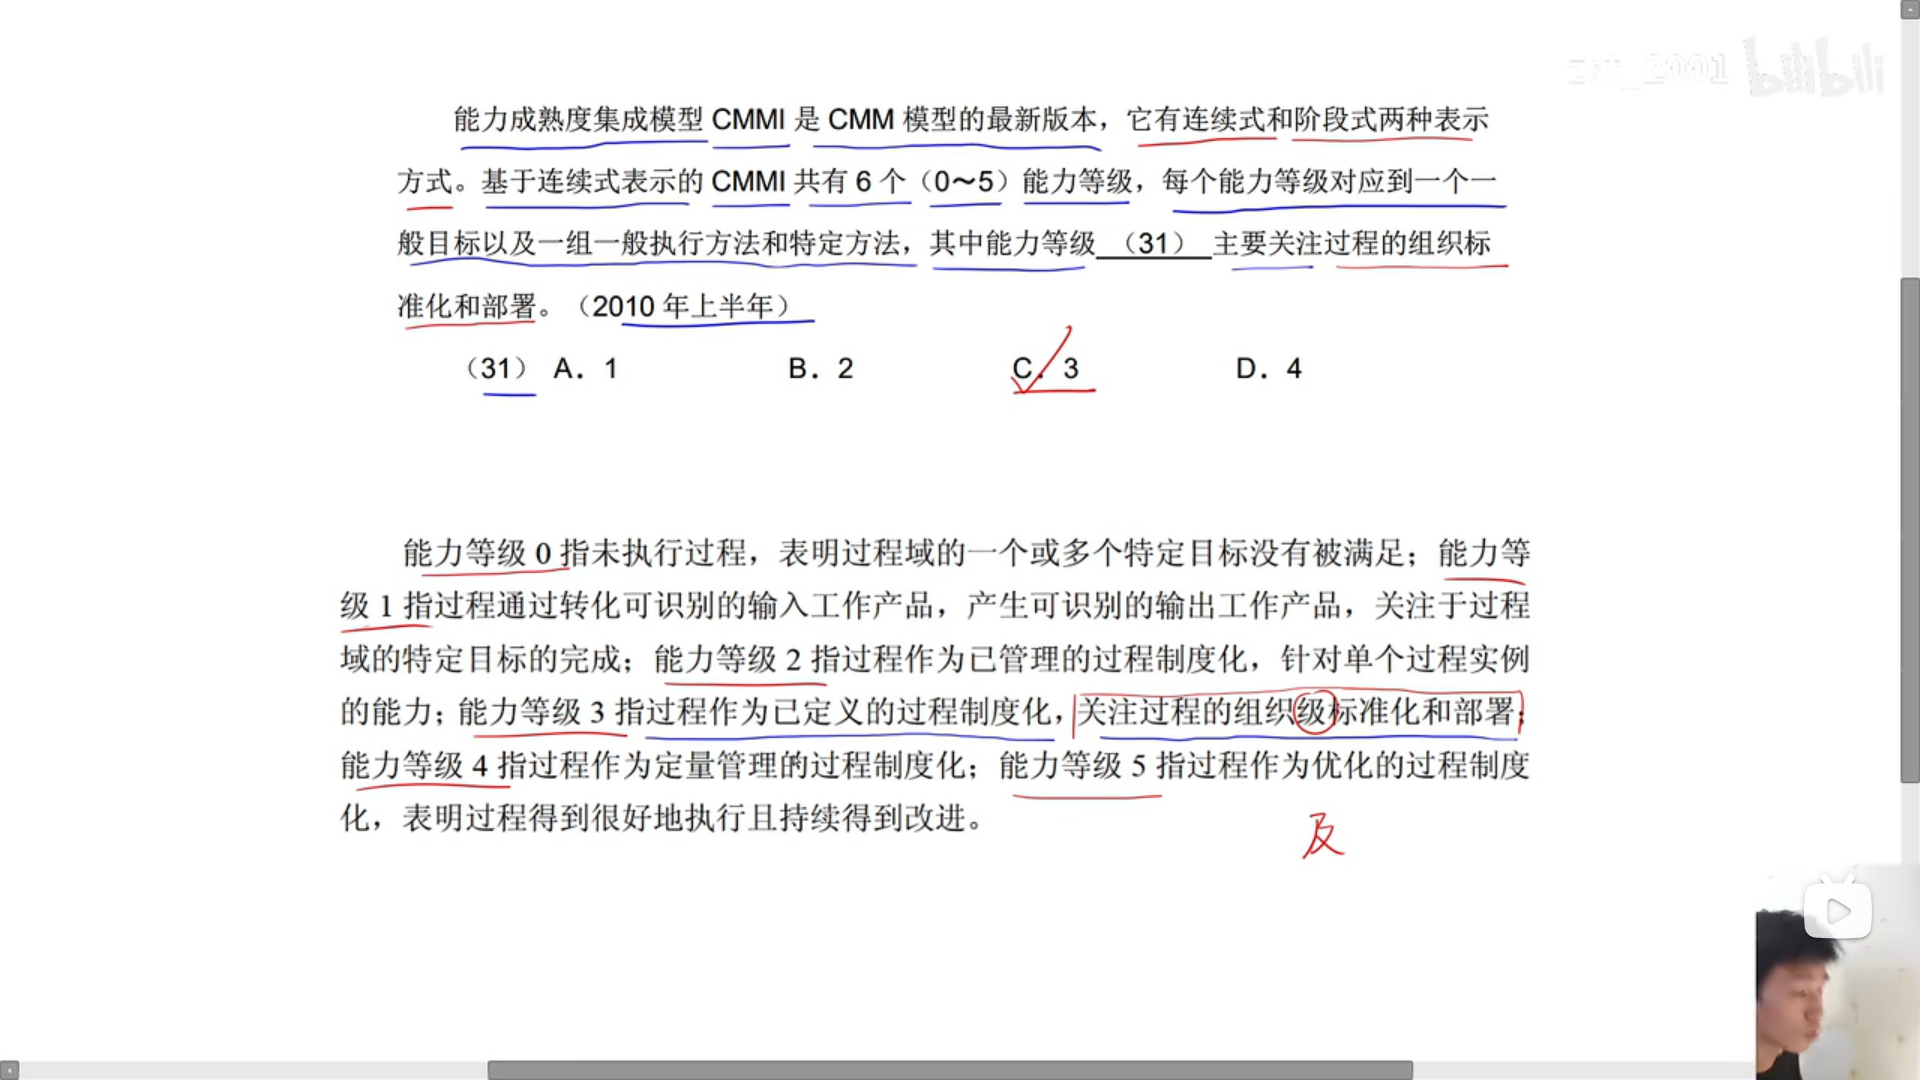 bilibili
能力成熟度集成模型 CMMI 是 CMM 模型的最新版本，它有连续式和阶段式两种表示
方式。基于连续式表示的 CMMI 共有 6 个（0～5）能力等级，每个能力等级对应到一个一
般目标以及一组一般执行方法和特定方法，其中能力等级 （31） 主要关注过程的组织标
准化和部署。（2010 年上半年）
（31） A．1 B．2 C．3 D．4
能力等级 0 指未执行过程，表明过程域的一个或多个特定目标没有被满足；能力等
级 1 指过程通过转化可识别的输入工作产品，产生可识别的输出工作产品，关注于过程
域的特定目标的完成；能力等级 2 指过程作为已管理的过程制度化，针对单个过程实例
的能力；能力等级 3 指过程作为已定义的过程制度化，关注过程的组织级标准化和部署；
能力等级 4 指过程作为定量管理的过程制度化；能力等级 5 指过程作为优化的过程制度
化，表明过程得到很好地执行且持续得到改进。
及